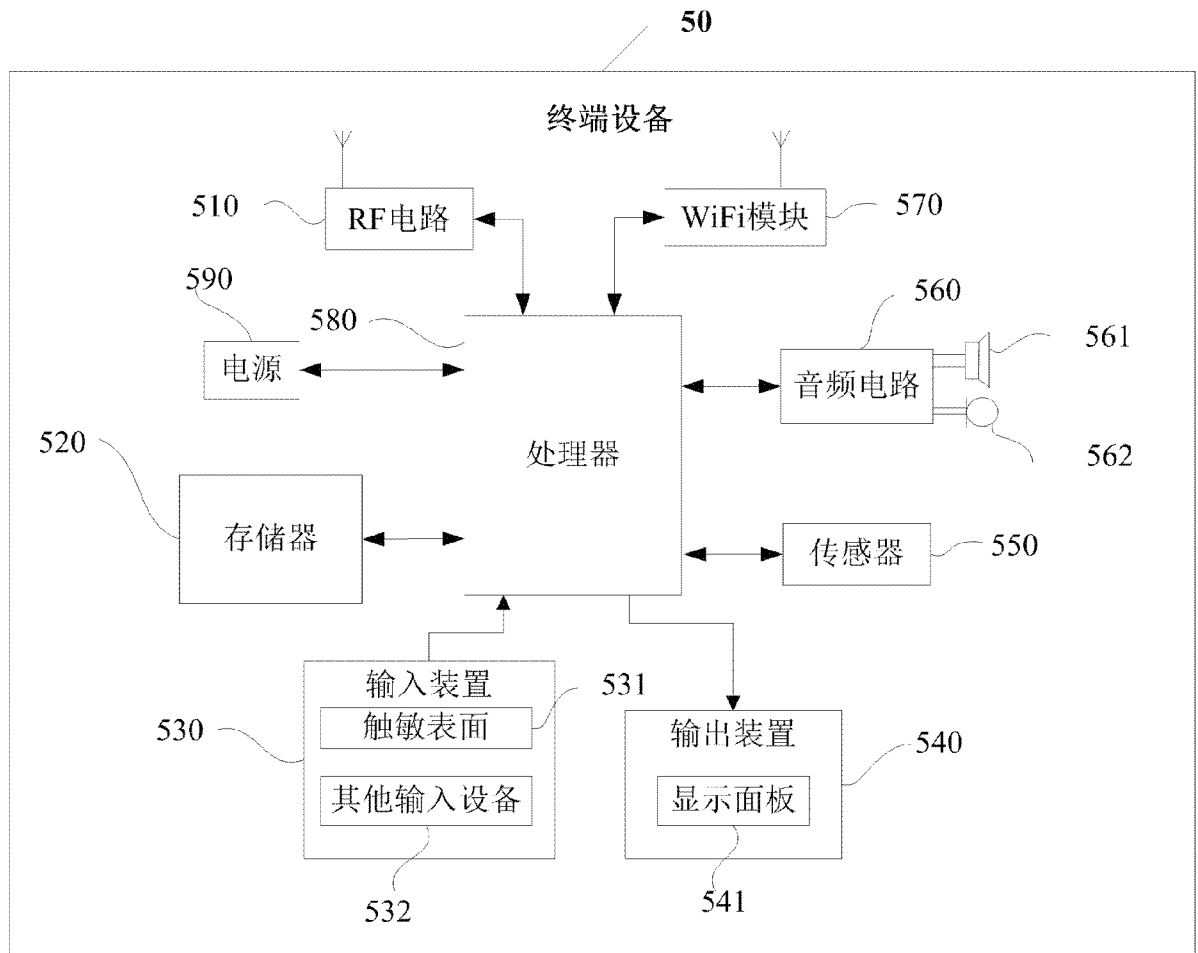 50
终端设备
510
RF电路
WiFi模块
570
590
580
560
561
电源
音频电路
520
处理器
562
存储器
传感器
550
输入装置
531
530
触敏表面
输出装置
540
其他输入设备
显示面板
532
541